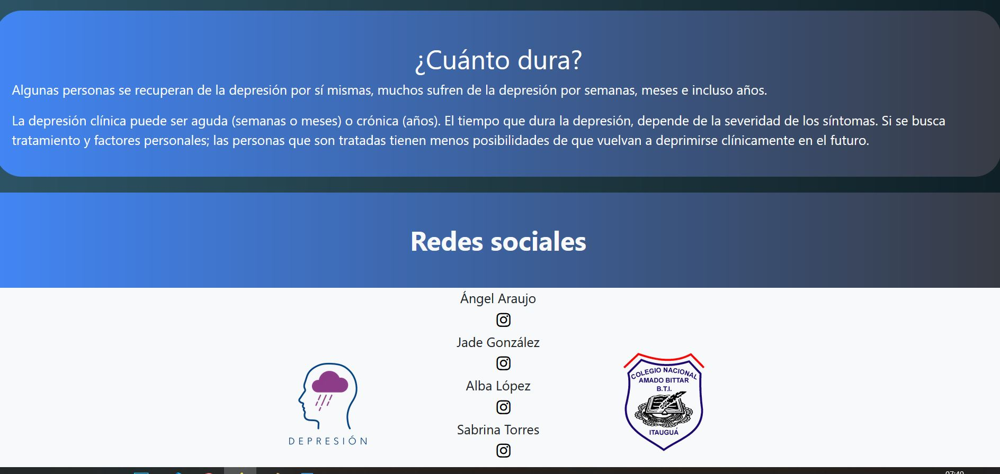 ¿Cuánto dura?
Algunas personas se recuperan de la depresión por sí mismas, muchos sufren de la depresión por semanas, meses e incluso años.
La depresión clínica puede ser aguda (semanas o meses) o crónica (años). El tiempo que dura la depresión, depende de la severidad de los síntomas. Si se busca
tratamiento y factores personales; las personas que son tratadas tienen menos posibilidades de que vuelvan a deprimirse clínicamente en el futuro.
Redes sociales
Ángel Araujo
Jade González
Alba López
Sabrina Torres
DEPRESIÓN
COLEGIO NACIONAL
AMADO BITTAR
B.T.I.
ITAUGUÁ